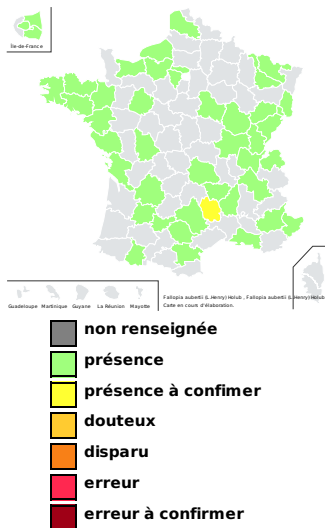 Île-de-France
Guadeloupe Martinique Guyane La Réunion Mayotte
Fallopia aubertii (L.Henry) Holub , Fallopia aubertii (L.Henry) Holub
Carte en cours d'élaboration.
non renseignée
présence
présence à confimer
douteux
disparu
erreur
erreur à confirmer